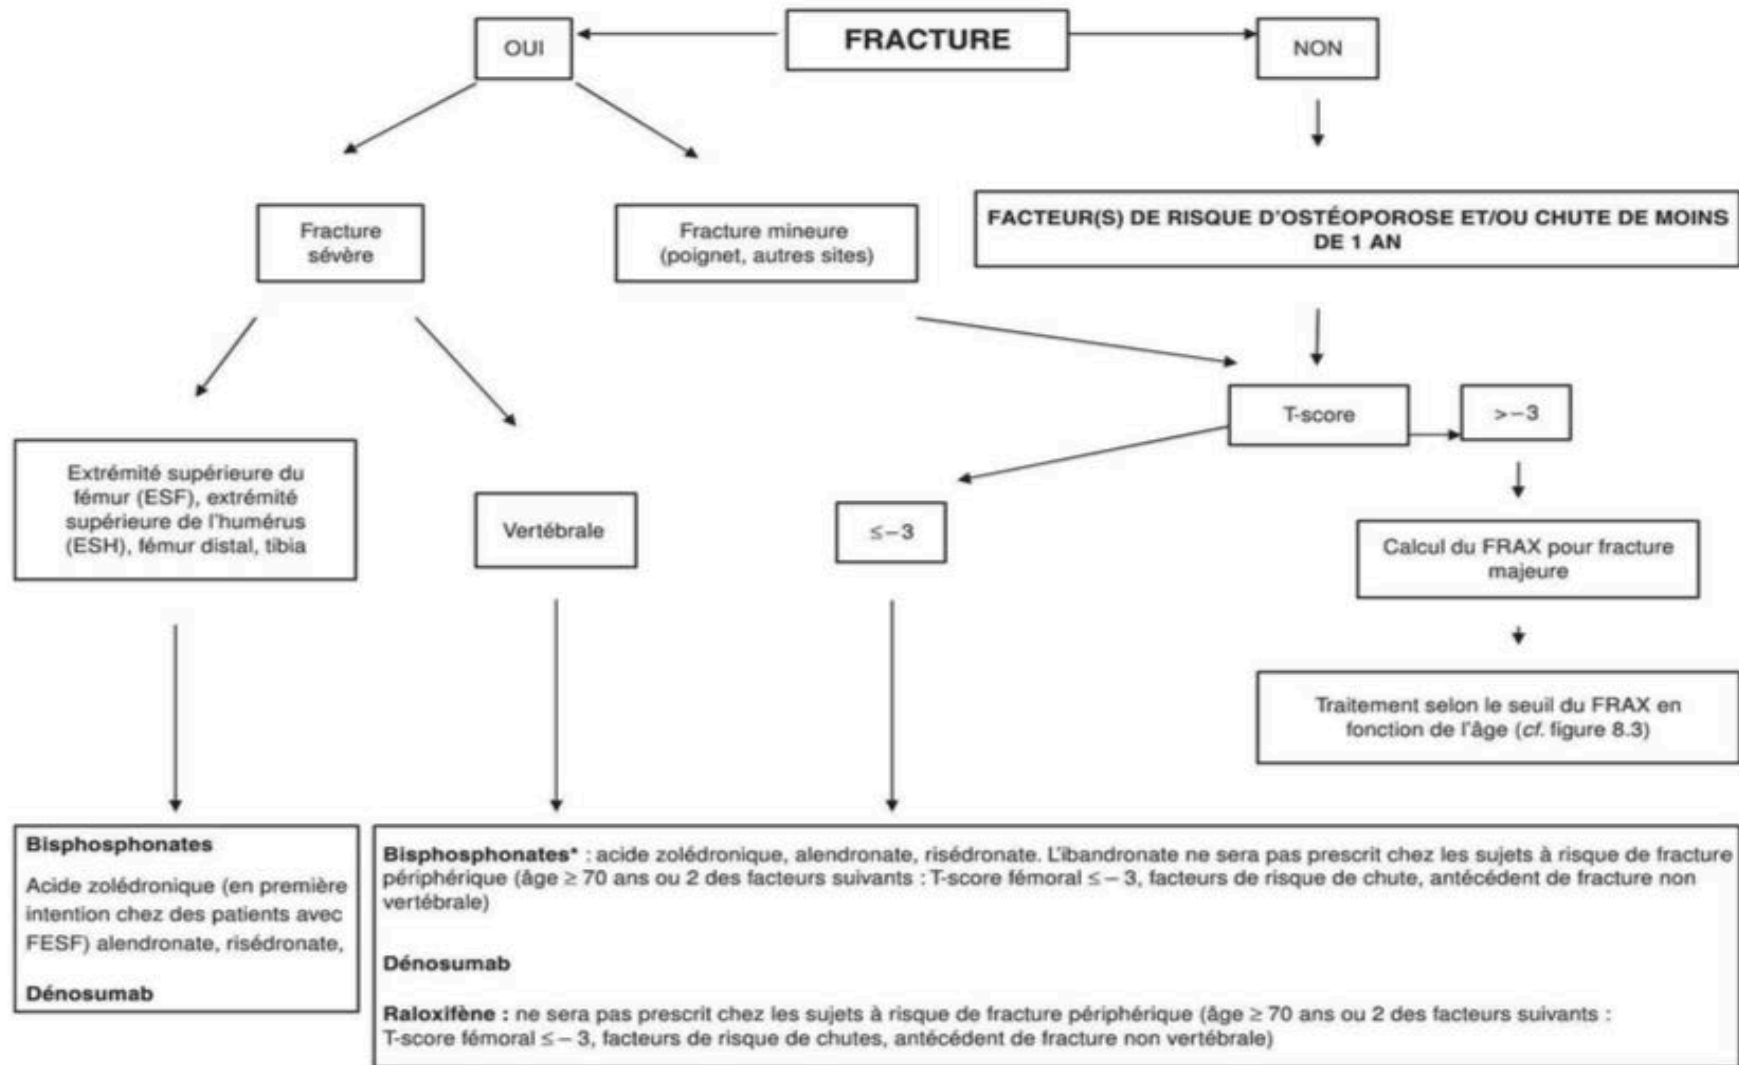 FRACTURE
OUI
NON
Fracture
sévère
Fracture mineure
(poignet, autres sites)
FACTEUR(S) DE RISQUE D'OSTÉOPOROSE ET/OU CHUTE DE MOINS
DE 1 AN
T-score
>−3
Extrémité supérieure du
fémur (ESF), extrémité
supérieure de l'humérus
(ESH), fémur distal, tibia
Vertébrale
≤−3
Calcul du FRAX pour fracture
majeure
Traitement selon le seuil du FRAX en
fonction de l'âge (cf. figure 8.3)
Bisphosphonates
Acide zolédronique (en première
intention chez des patients avec
FESF) alendronate, risédronate,
Dénosumab
Bisphosphonates* : acide zolédronique, alendronate, risédronate. L'ibandronate ne sera pas prescrit chez les sujets à risque de fracture
périphérique (âge ≥ 70 ans ou 2 des facteurs suivants : T-score fémoral ≤ − 3, facteurs de risque de chute, antécédent de fracture non
vertébrale)
Dénosumab
Raloxifène : ne sera pas prescrit chez les sujets à risque de fracture périphérique (âge ≥ 70 ans ou 2 des facteurs suivants :
T-score fémoral ≤ − 3, facteurs de risque de chutes, antécédent de fracture non vertébrale)